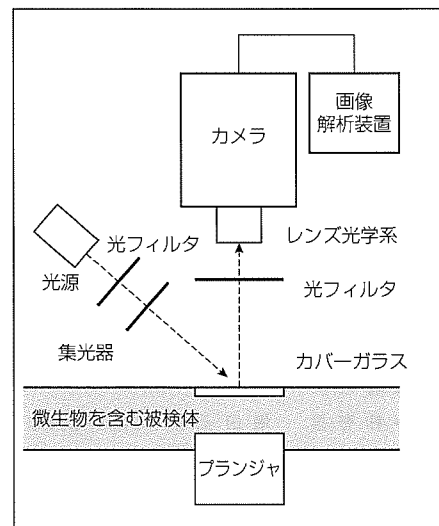 画像
解析装置
カメラ
レンズ光学系
光フィルタ
光源
光フィルタ
集光器
カバーガラス
微生物を含む被検体
プランジャ